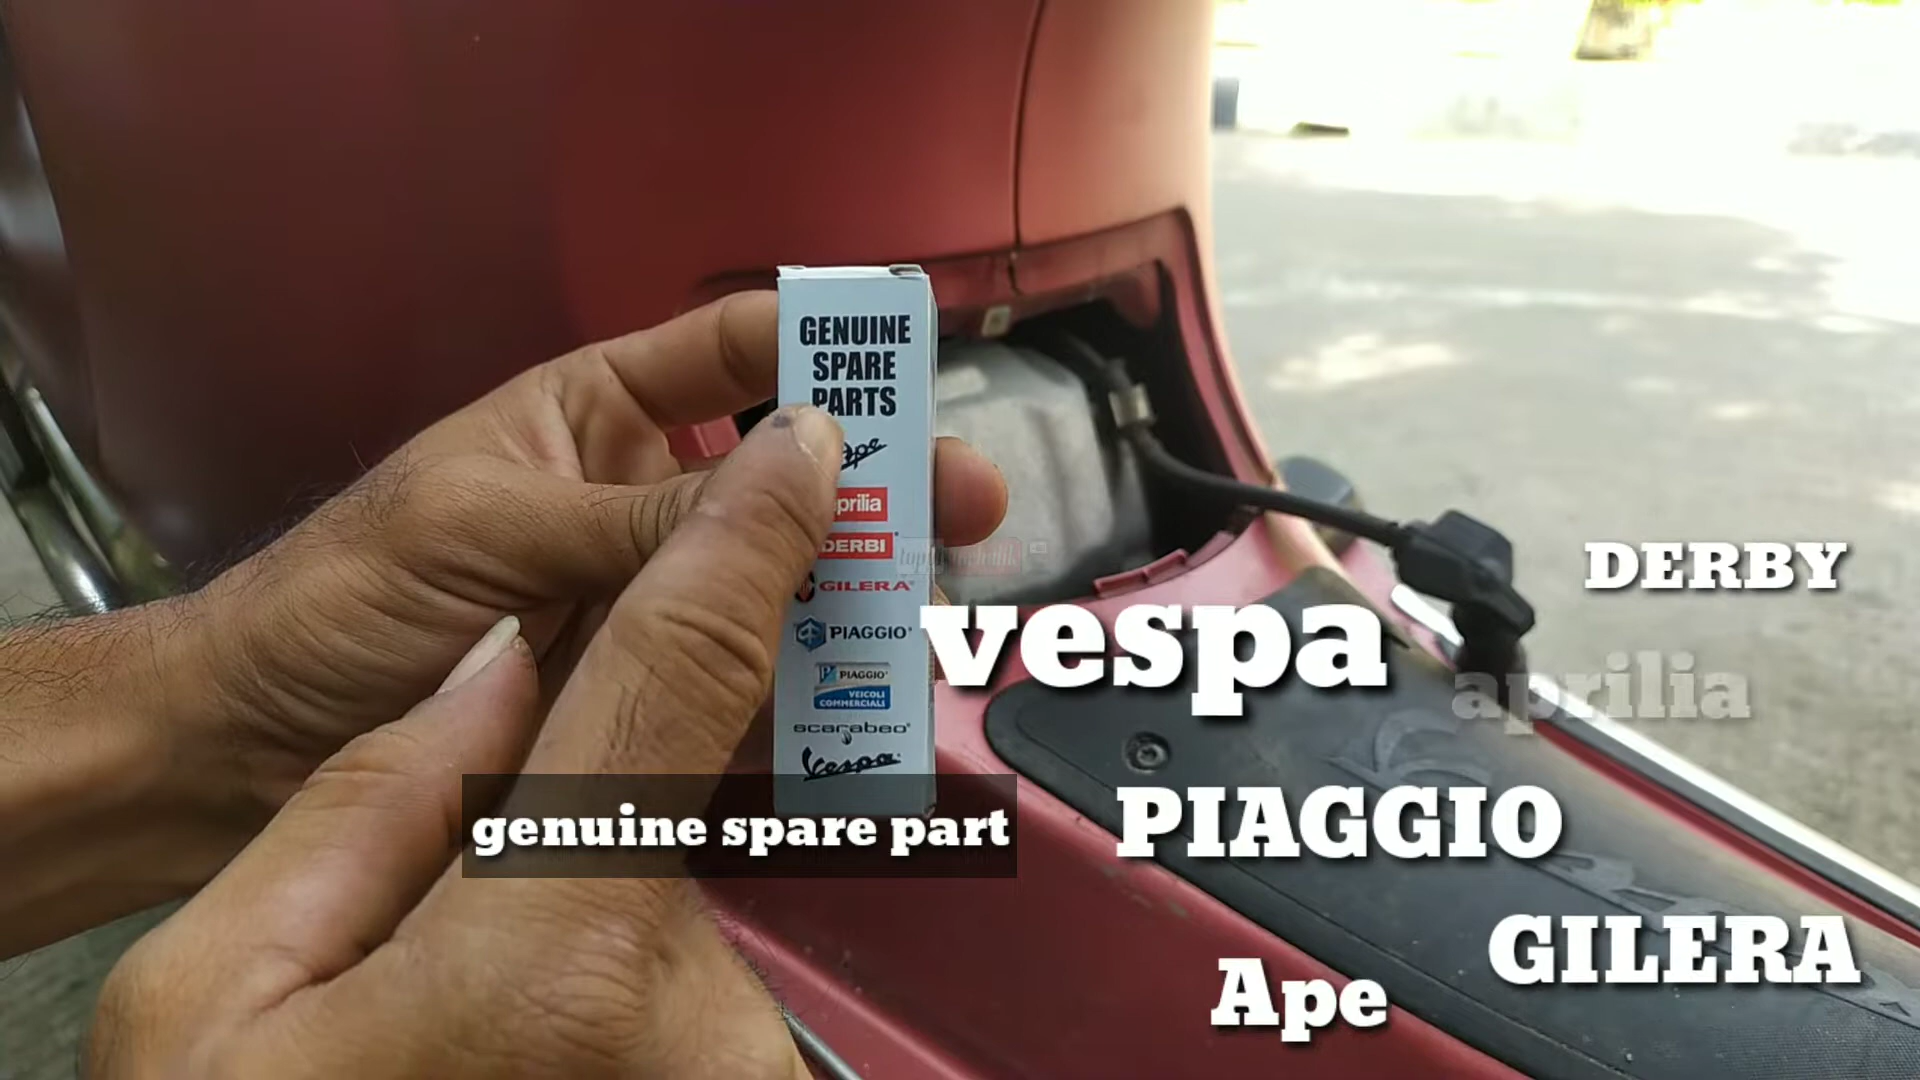 GENUINE
SPARE
PARTS
ape
aprilia
DERBI
GILERA®
PIAGGIO®
PIAGGIO®
VEICOLI
COMMERCIALI
scarabeo®
Vespa
genuine spare part
DERBY
vespa
aprilia
PIAGGIO
GILERA
Ape